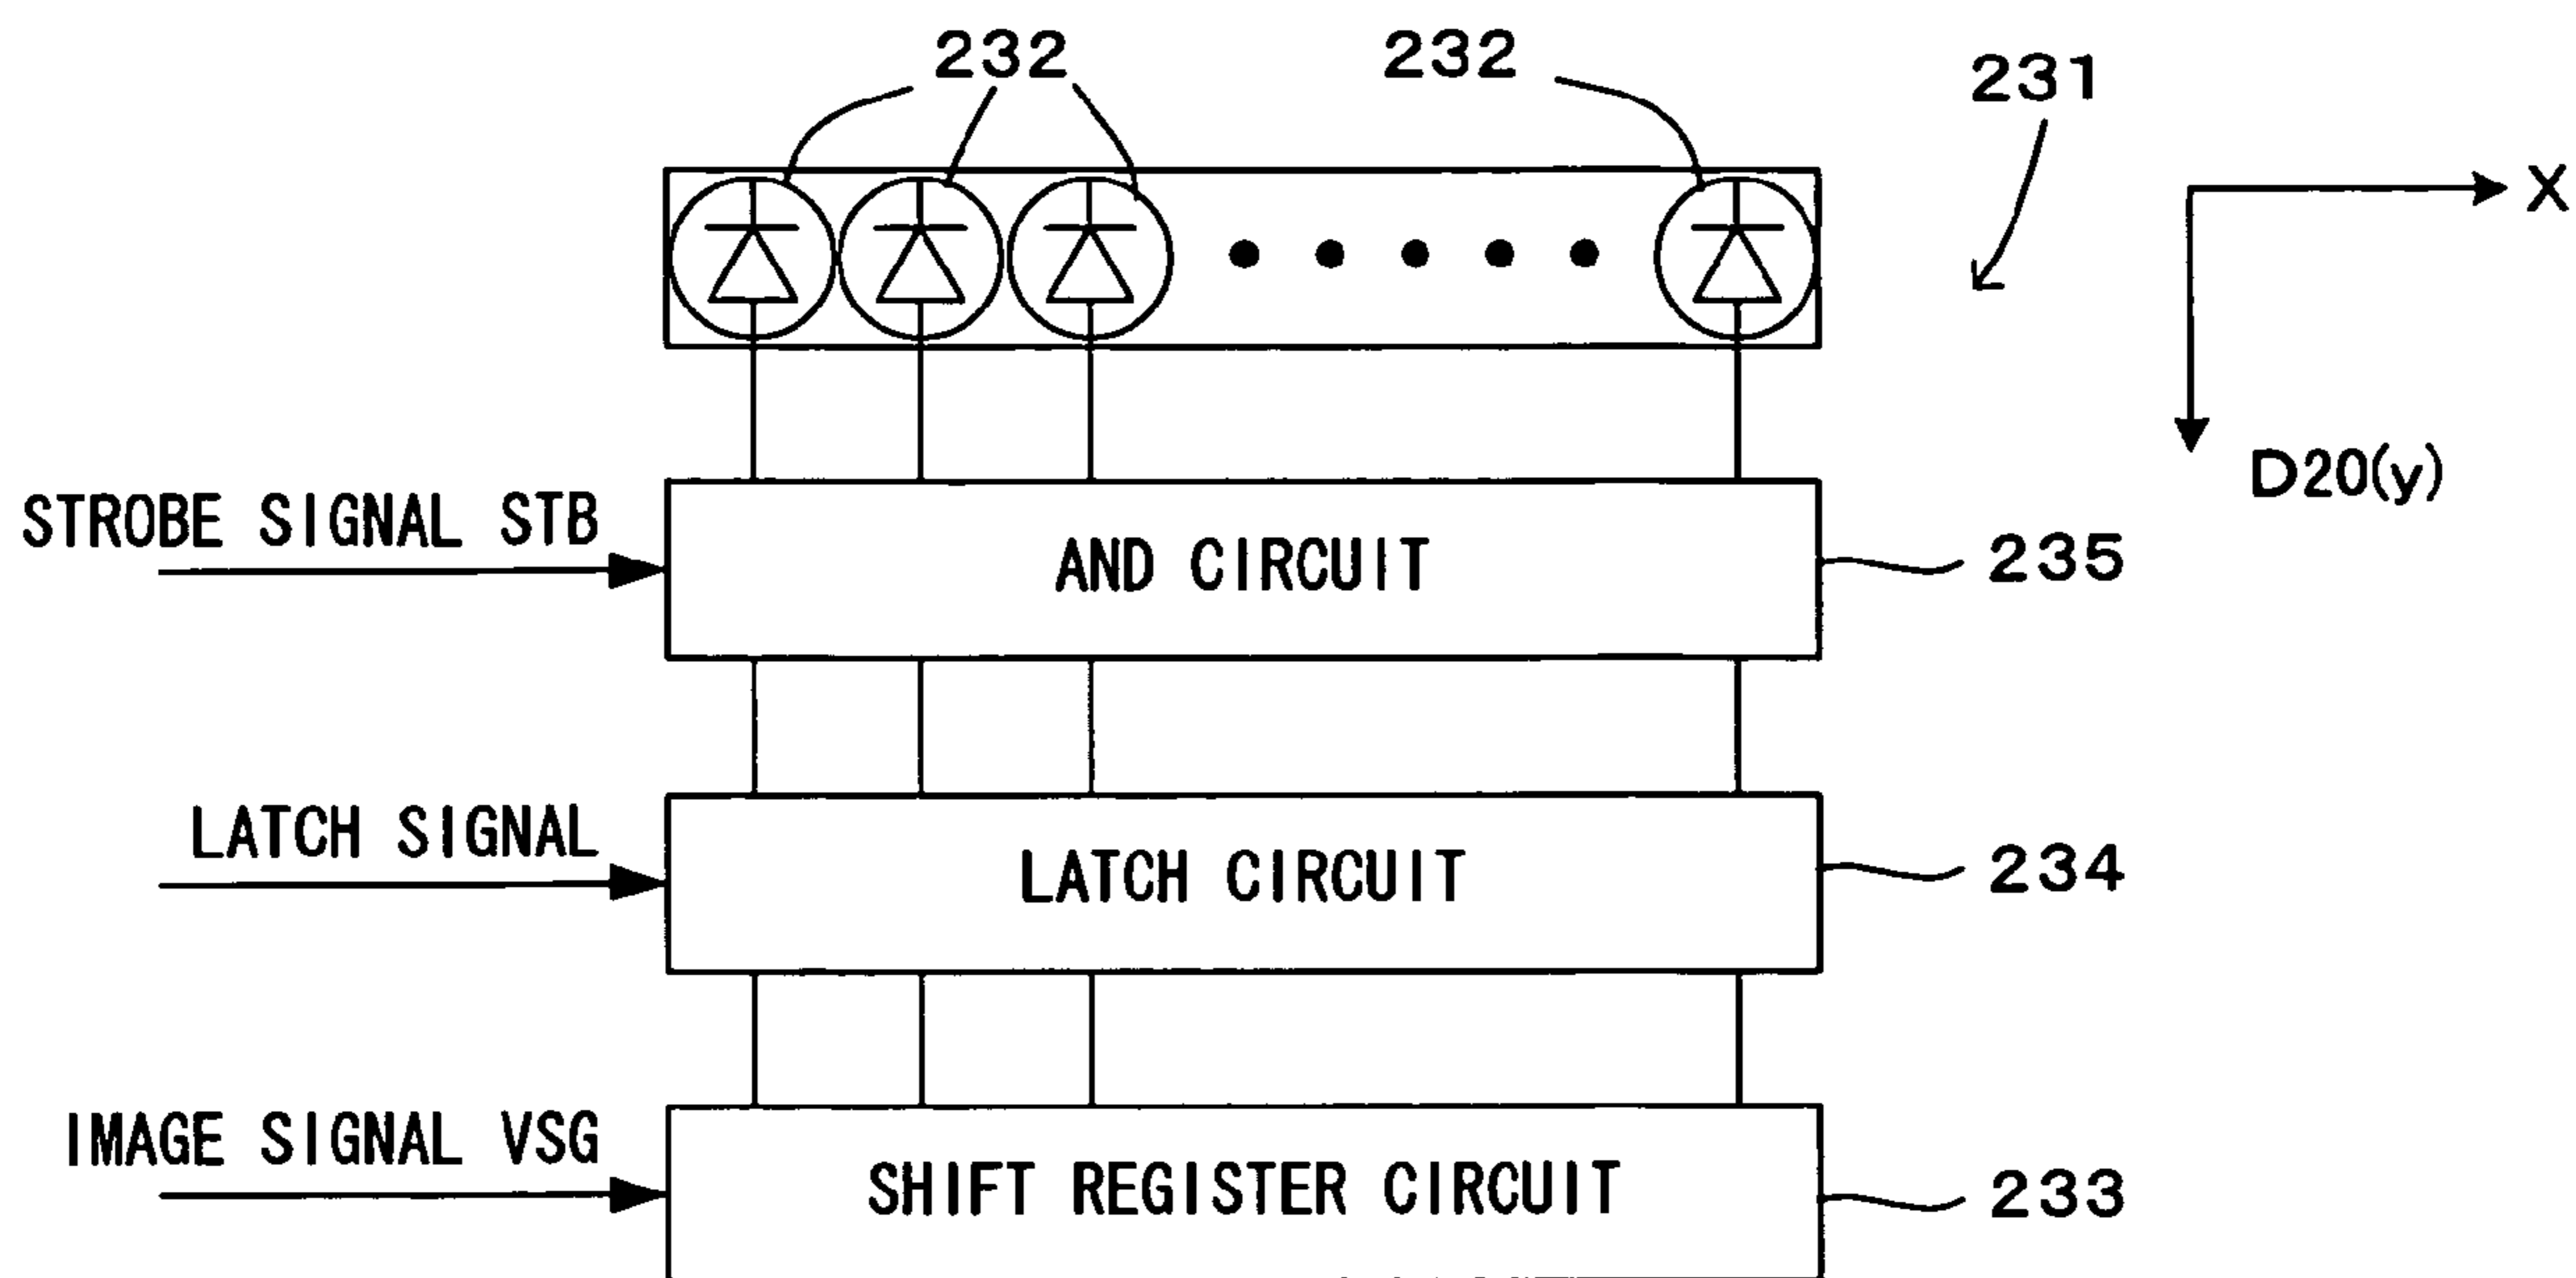 232
232
231
X
D20(y)
STROBE SIGNAL STB
AND CIRCUIT
235
LATCH SIGNAL
LATCH CIRCUIT
234
IMAGE SIGNAL VSG
SHIFT REGISTER CIRCUIT
233